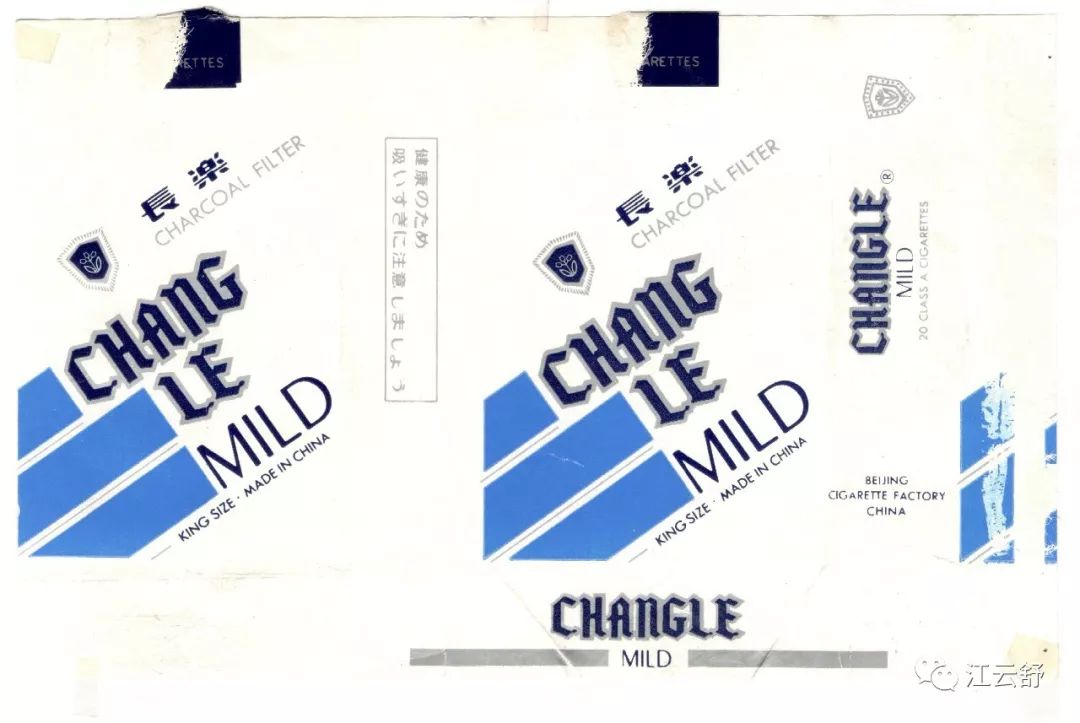 ETTES
長楽
CHARCOAL FILTER
CHANG
LE
MILD
KING SIZE · MADE IN CHINA
健康のため
吸いすぎに注意しましょう
ARETTES
長楽
CHARCOAL FILTER
CHANG
LE
MILD
KING SIZE · MADE IN CHINA
CHANGLE®
MILD
20 CLASS A CIGARETTES
BEIJING
CIGARETTE FACTORY
CHINA
CHANGLE
MILD
江云舒